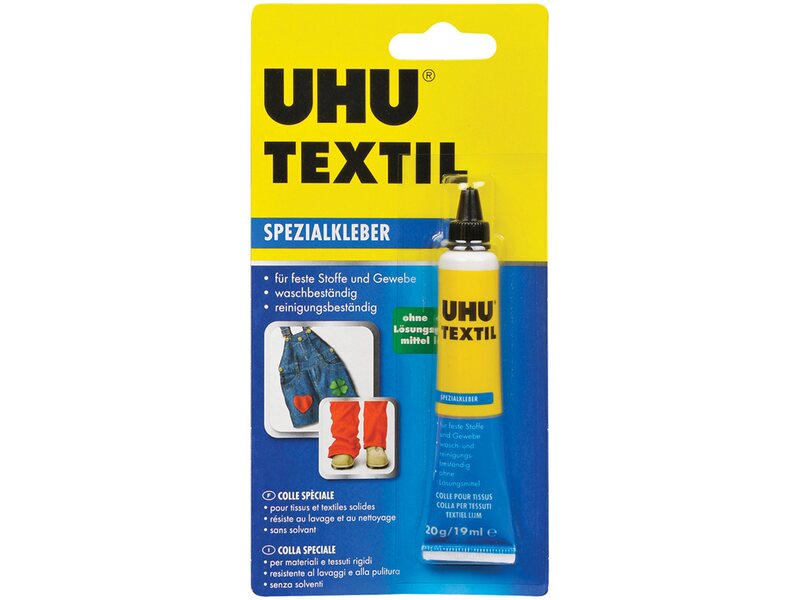 UHU®
TEXTIL
SPEZIALKLEBER
• für feste Stoffe und Gewebe
• waschbeständig
• reinigungsbeständig
ohne
Lösungs
mittel
F COLLE SPÈCIALE
• pour tissus et textiles solides
• résiste au lavage et au nettoyage
• sans solvant
I COLLA SPECIALE
• per materiali e tessuti rigidi
• resistente al lavaggi e alla pulitura
• senza solventi
UHU®
TEXTIL
SPEZIALKLEBER
für feste Stoffe
und Gewebe
wasch- und
reinigungs-
beständig
ohne
Lösungsmittel
COLLE POUR TISSUS
COLLA PER TESSUTI
TEXTIEL LIJM
20g/19ml ℮